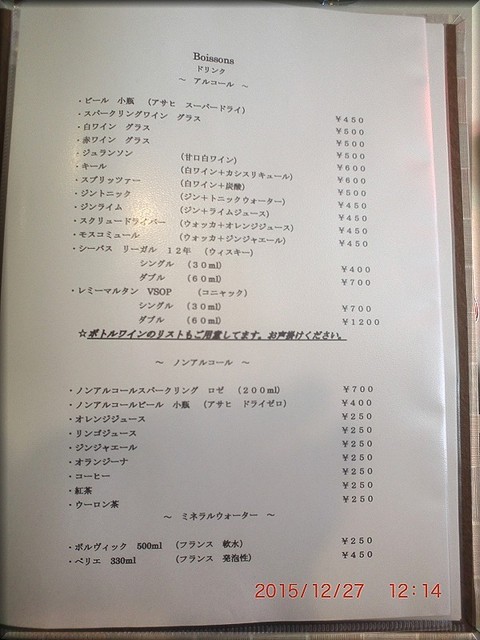 Boissons
ドリンク
～ アルコール ～
・ビール 小瓶 (アサヒ スーパードライ) ￥450
・スパークリングワイン グラス ￥500
・白ワイン グラス ￥500
・赤ワイン グラス ￥500
・ジュランソン (甘口白ワイン) ￥600
・キール (白ワイン＋カシスリキュール) ￥600
・スプリッツァー (白ワイン＋炭酸) ￥500
・ジントニック (ジン＋トニックウォーター) ￥450
・ジンライム (ジン＋ライムジュース) ￥450
・スクリュードライバー (ウォッカ＋オレンジジュース) ￥450
・モスコミュール (ウォッカ＋ジンジャエール) ￥450
・シーバス リーガル 12年 (ウィスキー)
シングル (30ml) ￥400
ダブル (60ml) ￥700
・レミーマルタン VSOP (コニャック)
シングル (30ml) ￥700
ダブル (60ml) ￥1200
☆ボトルワインのリストもご用意してます。お声掛けください。
～ ノンアルコール ～
・ノンアルコールスパークリング ロゼ (200ml) ￥700
・ノンアルコールビール 小瓶 (アサヒ ドライゼロ) ￥400
・オレンジジュース ￥250
・リンゴジュース ￥250
・ジンジャエール ￥250
・オランジーナ ￥250
・コーヒー ￥250
・紅茶 ￥250
・ウーロン茶 ￥250
～ ミネラルウォーター ～
・ボルヴィック 500ml (フランス 軟水) ￥250
・ペリエ 330ml (フランス 発泡性) ￥450
2015/12/27 12:14